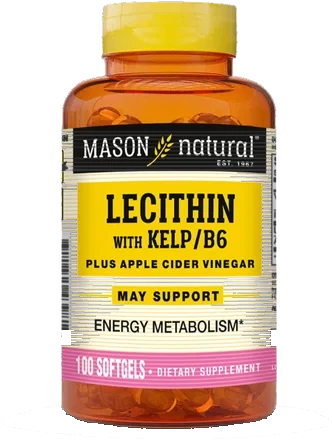 MASON natural
EST. 1967
LECITHIN
WITH KELP/B6
PLUS APPLE CIDER VINEGAR
MAY SUPPORT
ENERGY METABOLISM*
100 SOFTGELS • DIETARY SUPPLEMENT